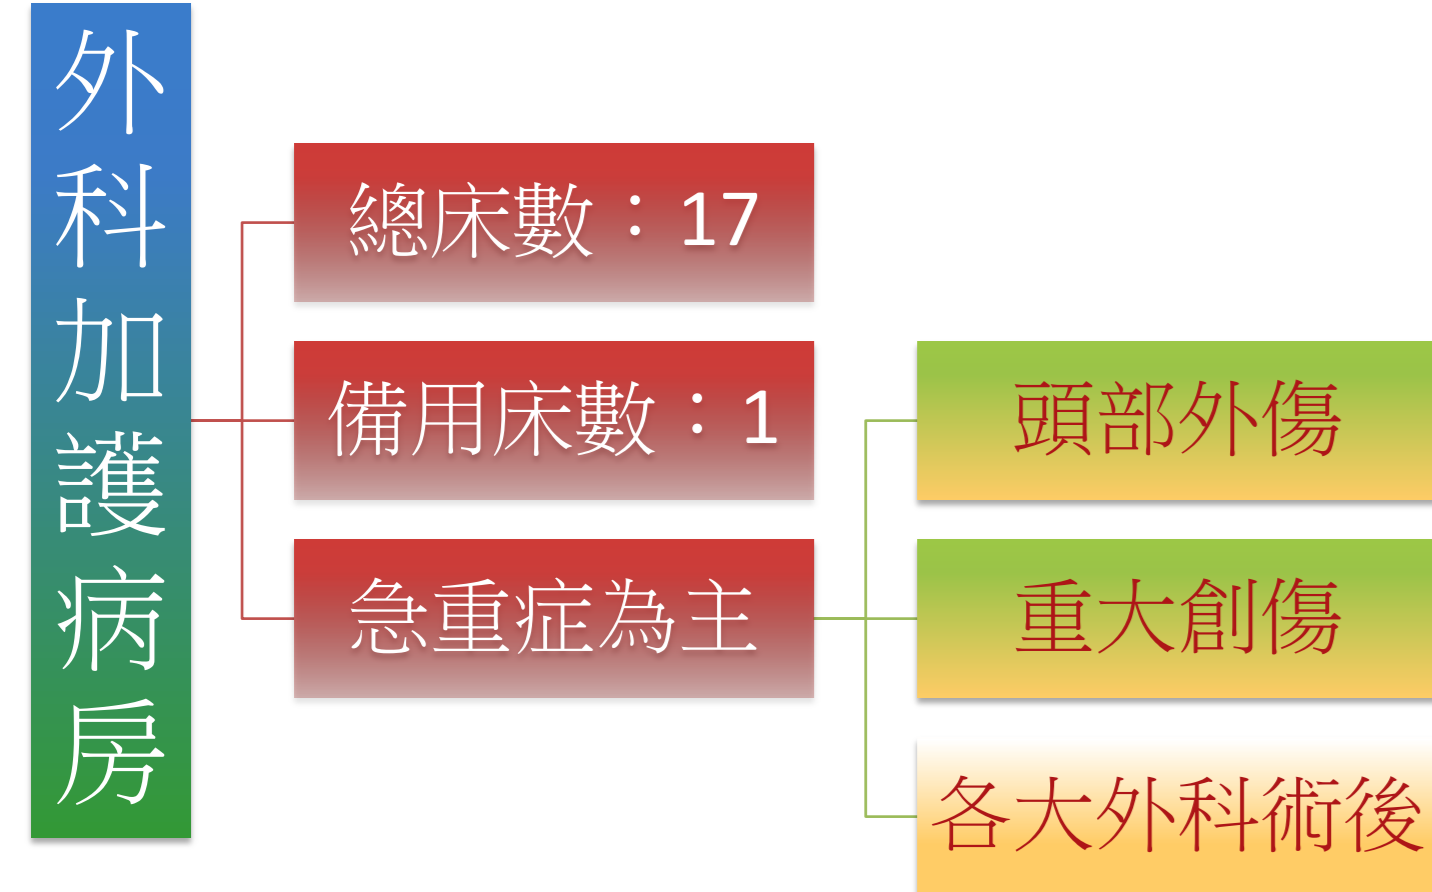 外科加護病房
總床數：17
備用床數：1
急重症為主
頭部外傷
重大創傷
各大外科術後